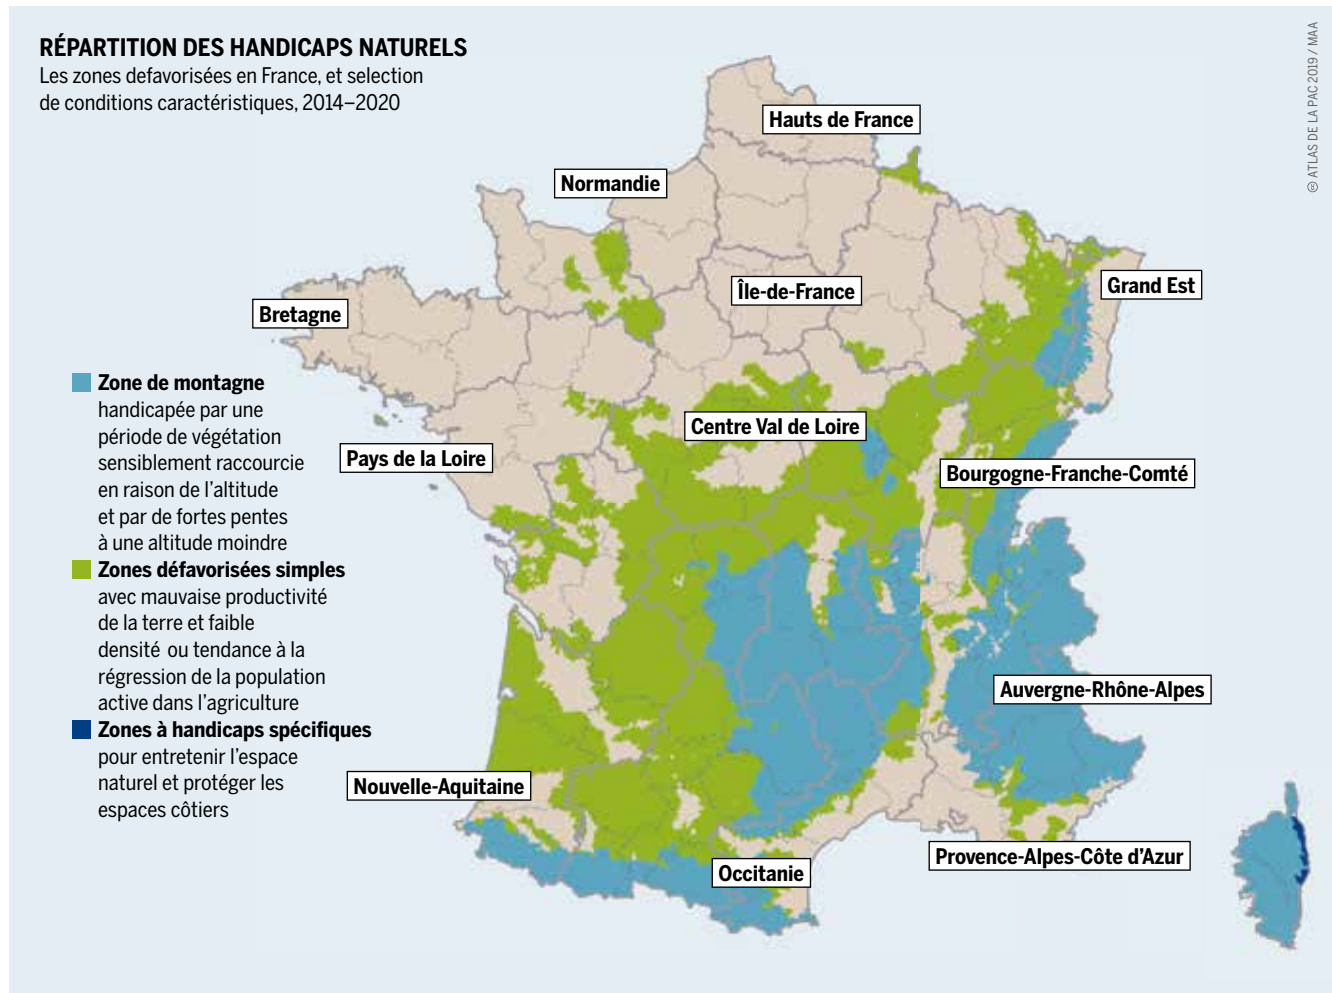 RÉPARTITION DES HANDICAPS NATURELS
Les zones defavorisées en France, et selection
de conditions caractéristiques, 2014–2020
© ATLAS DE LA PAC 2019 / MAA
Hauts de France
Normandie
Île-de-France
Grand Est
Bretagne
Centre Val de Loire
Pays de la Loire
Bourgogne-Franche-Comté
Auvergne-Rhône-Alpes
Nouvelle-Aquitaine
Provence-Alpes-Côte d'Azur
Occitanie
Zone de montagne
handicapée par une
période de végétation
sensiblement raccourcie
en raison de l'altitude
et par de fortes pentes
à une altitude moindre
Zones défavorisées simples
avec mauvaise productivité
de la terre et faible
densité ou tendance à la
régression de la population
active dans l'agriculture
Zones à handicaps spécifiques
pour entretenir l'espace
naturel et protéger les
espaces côtiers